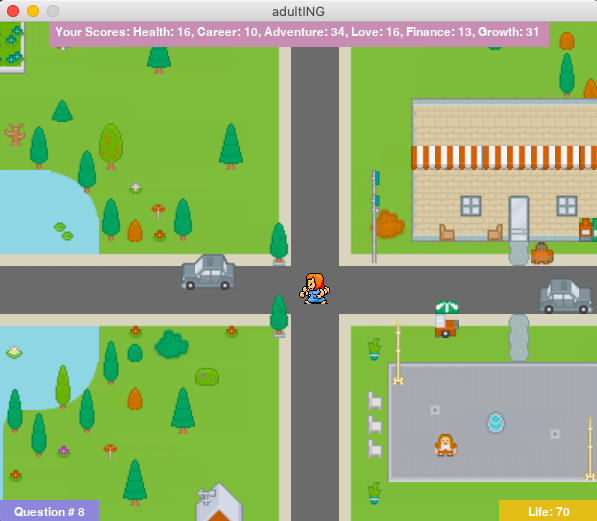 adultING
Your Scores: Health: 16, Career: 10, Adventure: 34, Love: 16, Finance: 13, Growth: 31
Question # 8
Life: 70